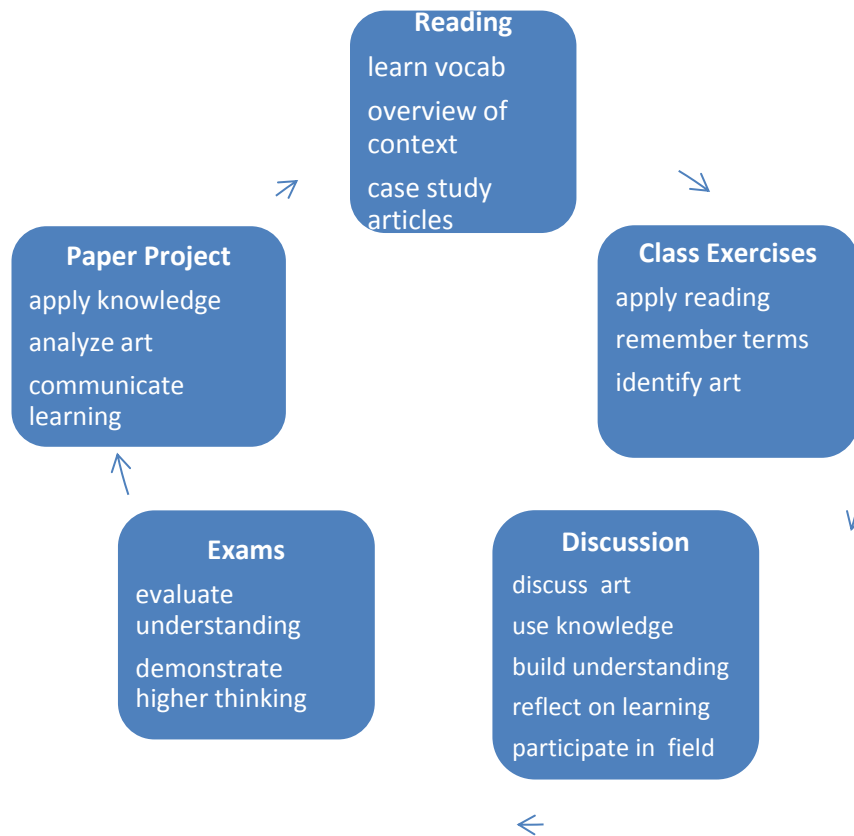 Reading
learn vocab
overview of
context
case study
articles
Class Exercises
apply reading
remember terms
identify art
Discussion
discuss  art
use knowledge
build understanding
reflect on learning
participate in  field
Exams
evaluate
understanding
demonstrate
higher thinking
Paper Project
apply knowledge
analyze art
communicate
learning